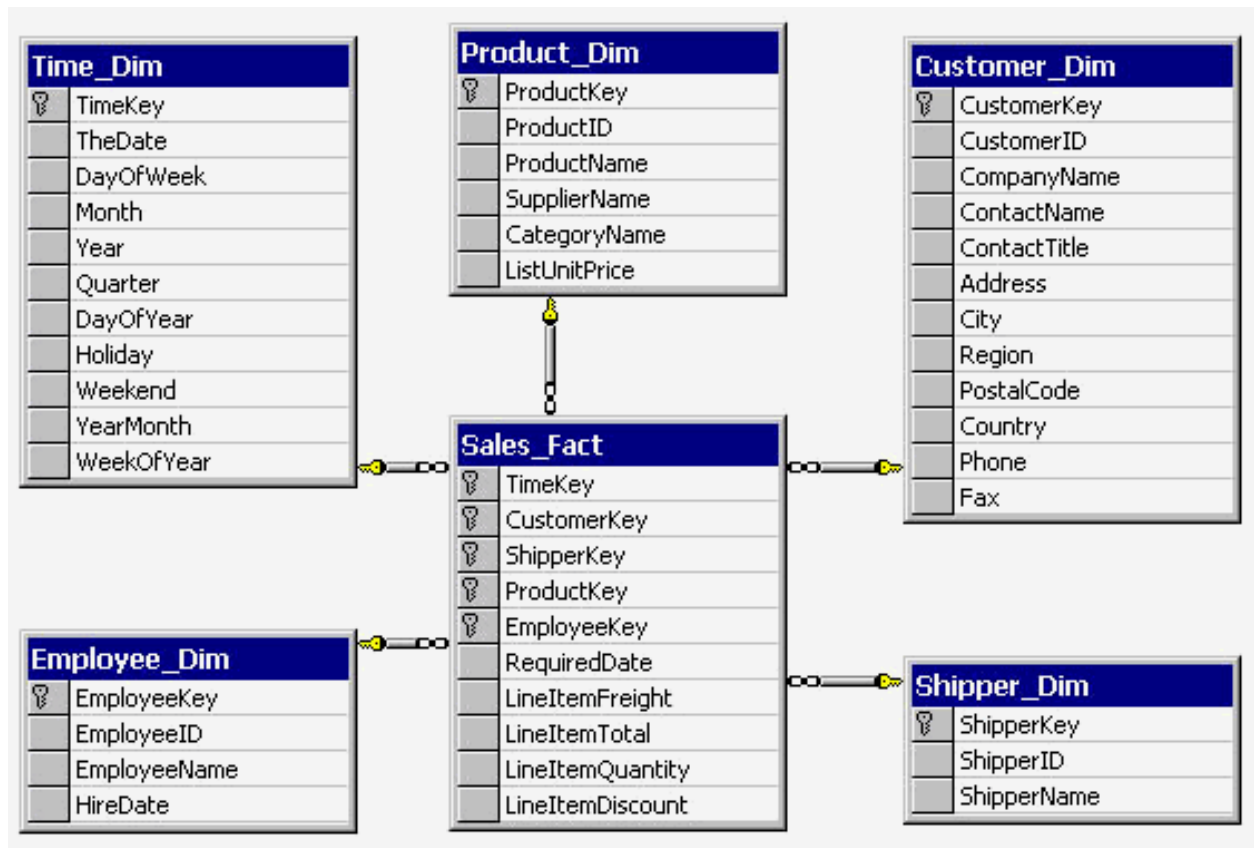 Time_Dim
TimeKey
TheDate
DayOfWeek
Month
Year
Quarter
DayOfYear
Holiday
Weekend
YearMonth
WeekOfYear
Product_Dim
ProductKey
ProductID
ProductName
SupplierName
CategoryName
ListUnitPrice
Customer_Dim
CustomerKey
CustomerID
CompanyName
ContactName
ContactTitle
Address
City
Region
PostalCode
Country
Phone
Fax
Sales_Fact
TimeKey
CustomerKey
ShipperKey
ProductKey
EmployeeKey
RequiredDate
LineItemFreight
LineItemTotal
LineItemQuantity
LineItemDiscount
Employee_Dim
EmployeeKey
EmployeeID
EmployeeName
HireDate
Shipper_Dim
ShipperKey
ShipperID
ShipperName